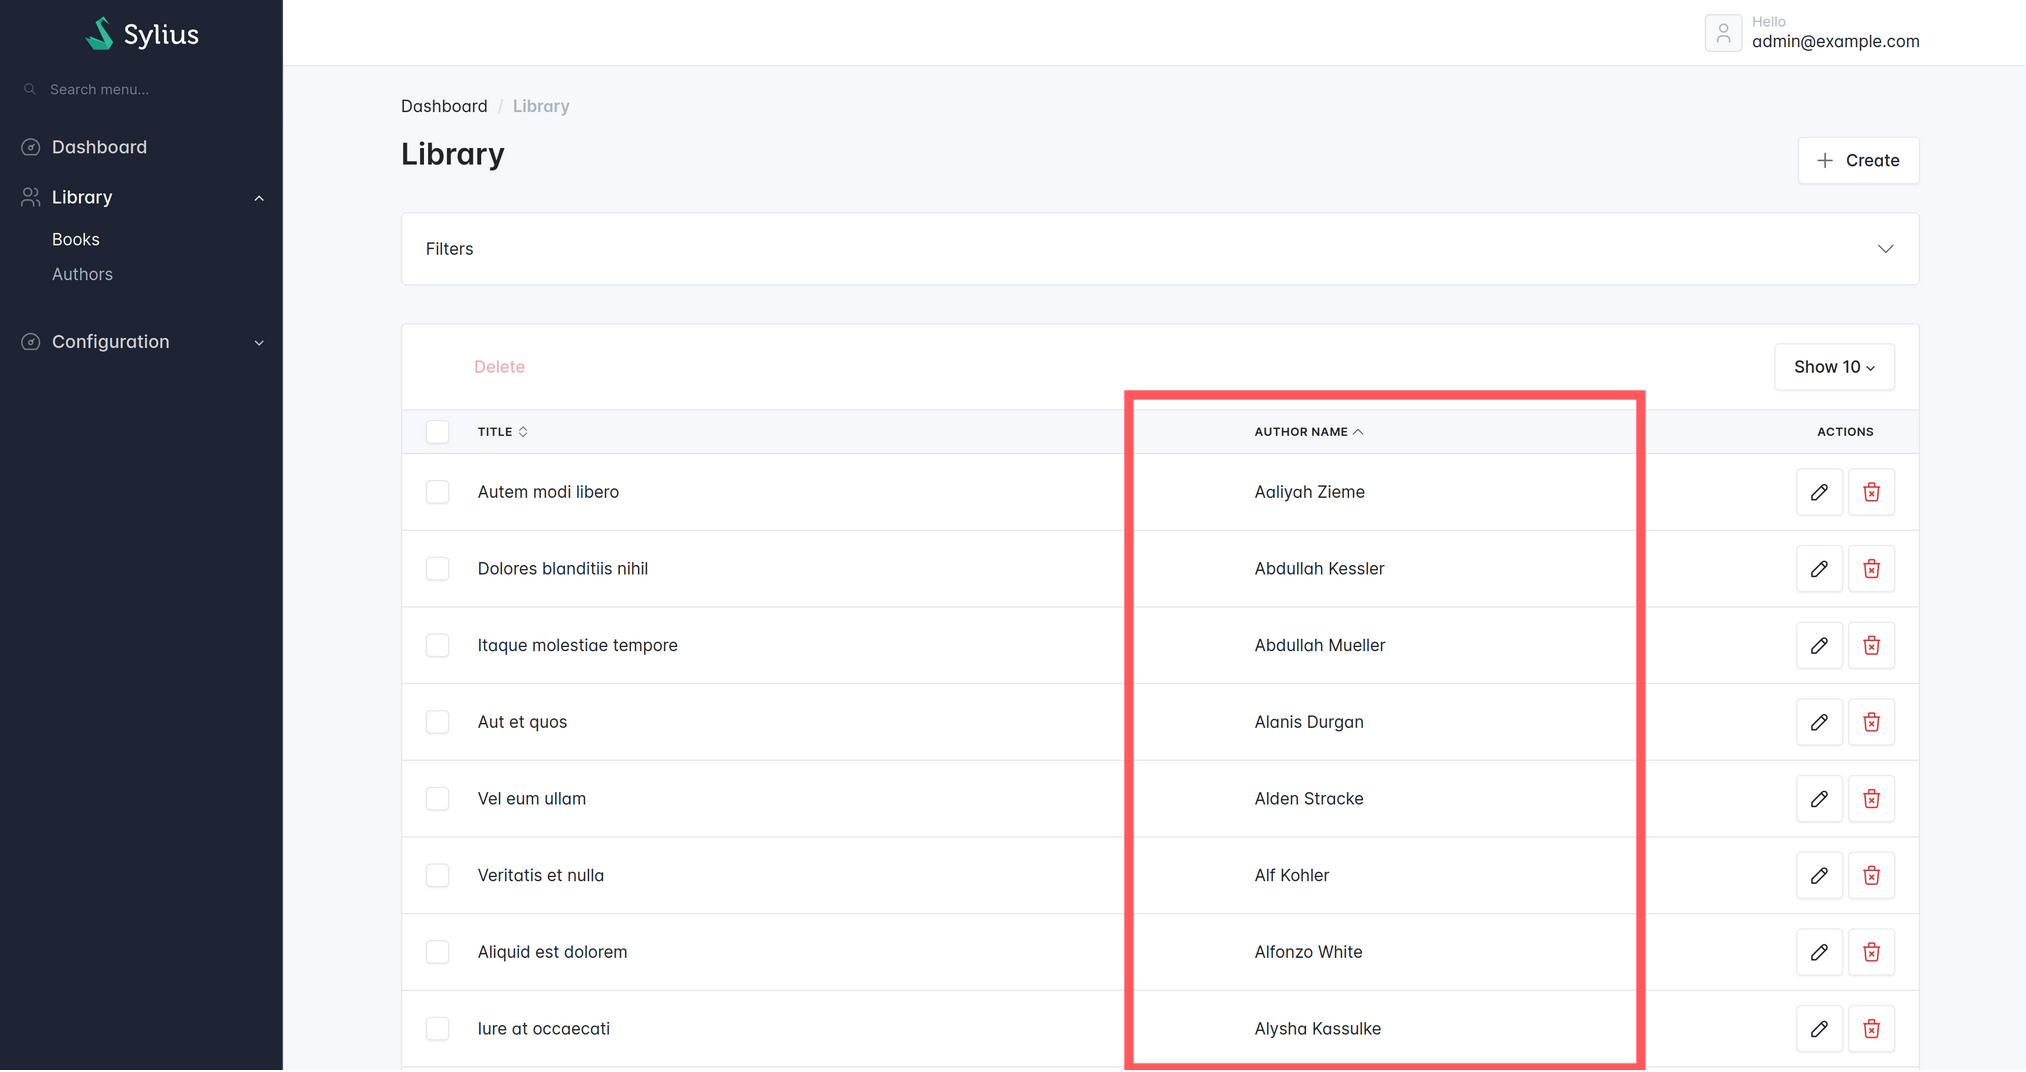 Sylius
Hello
admin@example.com
Search menu...
Dashboard
Library
Books
Authors
Configuration
Dashboard / Library
Library
Create
Filters
Delete
Show 10
TITLE AUTHOR NAME ACTIONS
Autem modi libero Aaliyah Zieme
Dolores blanditiis nihil Abdullah Kessler
Itaque molestiae tempore Abdullah Mueller
Aut et quos Alanis Durgan
Vel eum ullam Alden Stracke
Veritatis et nulla Alf Kohler
Aliquid est dolorem Alfonzo White
Iure at occaecati Alysha Kassulke